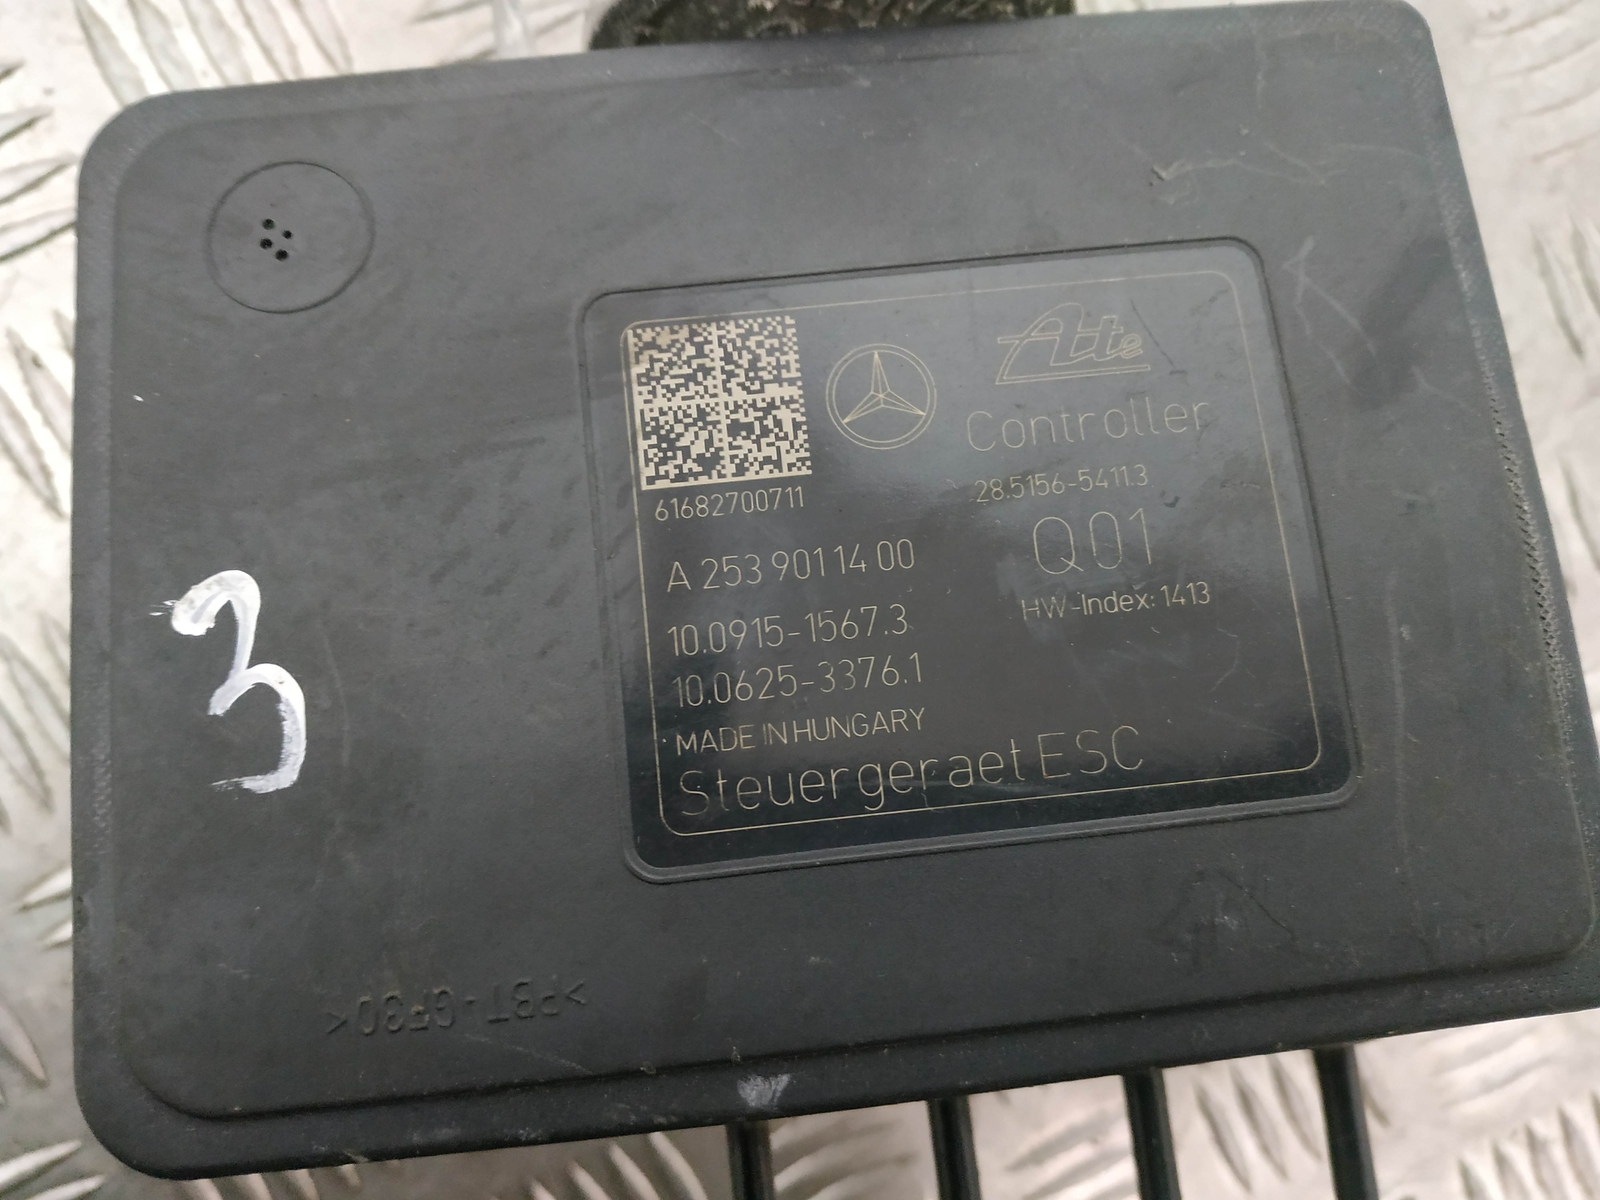 Ate
Controller
28.5156-5411.3
61682700711
Q01
A 253 901 14 00
HW-Index: 1413
10.0915-1567.3
10.0625-3376.1
MADE IN HUNGARY
Steuergeraet ESC
3
>PBT-GF30<